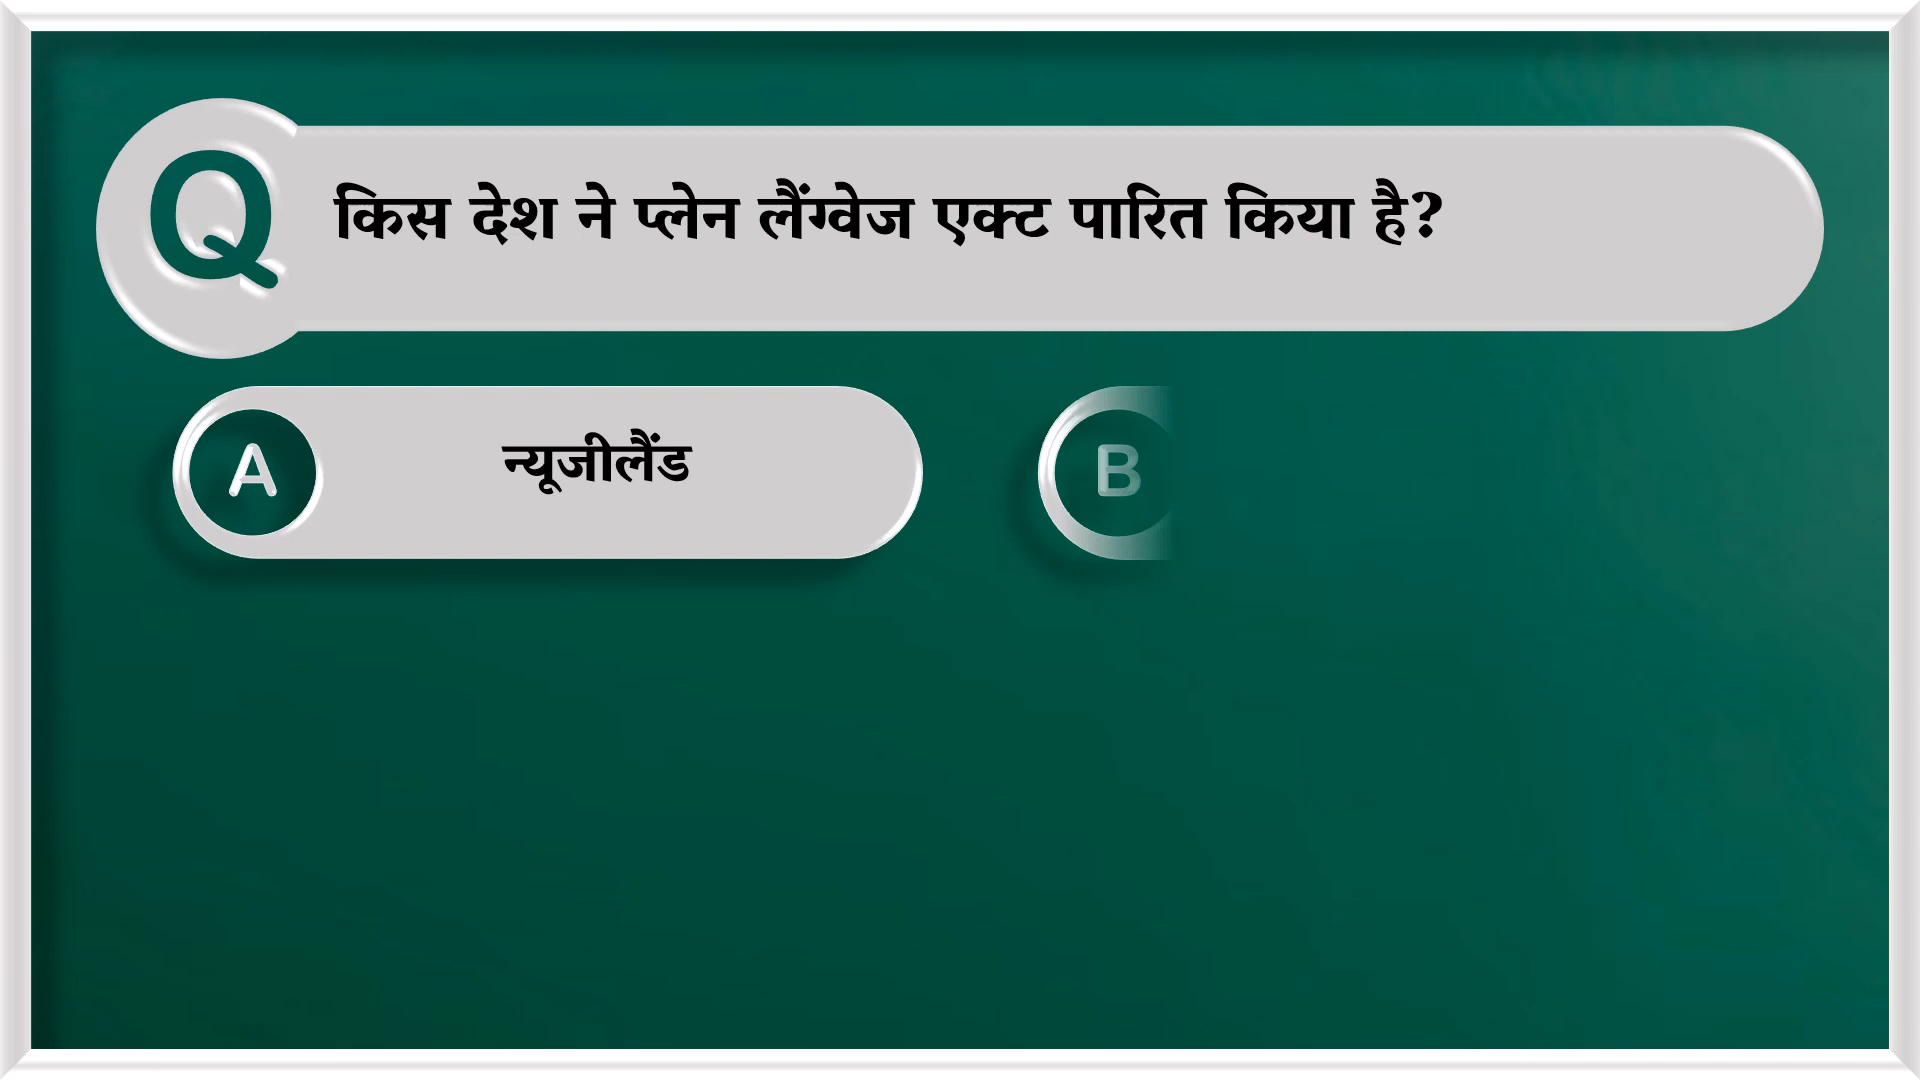 Q किस देश ने प्लेन लैंग्वेज एक्ट पारित किया है?
A न्यूजीलैंड
B